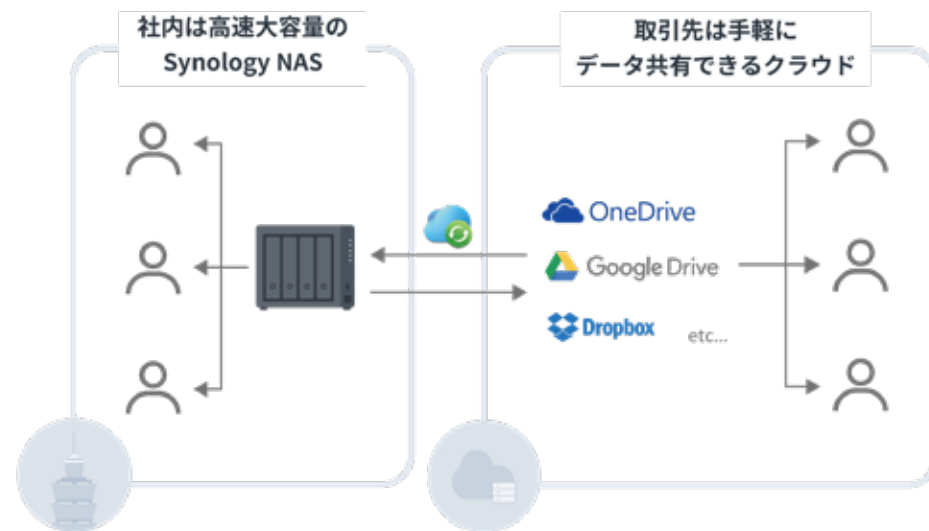 社内は高速大容量の
Synology NAS
取引先は手軽に
データ共有できるクラウド
OneDrive
Google Drive
Dropbox
etc...